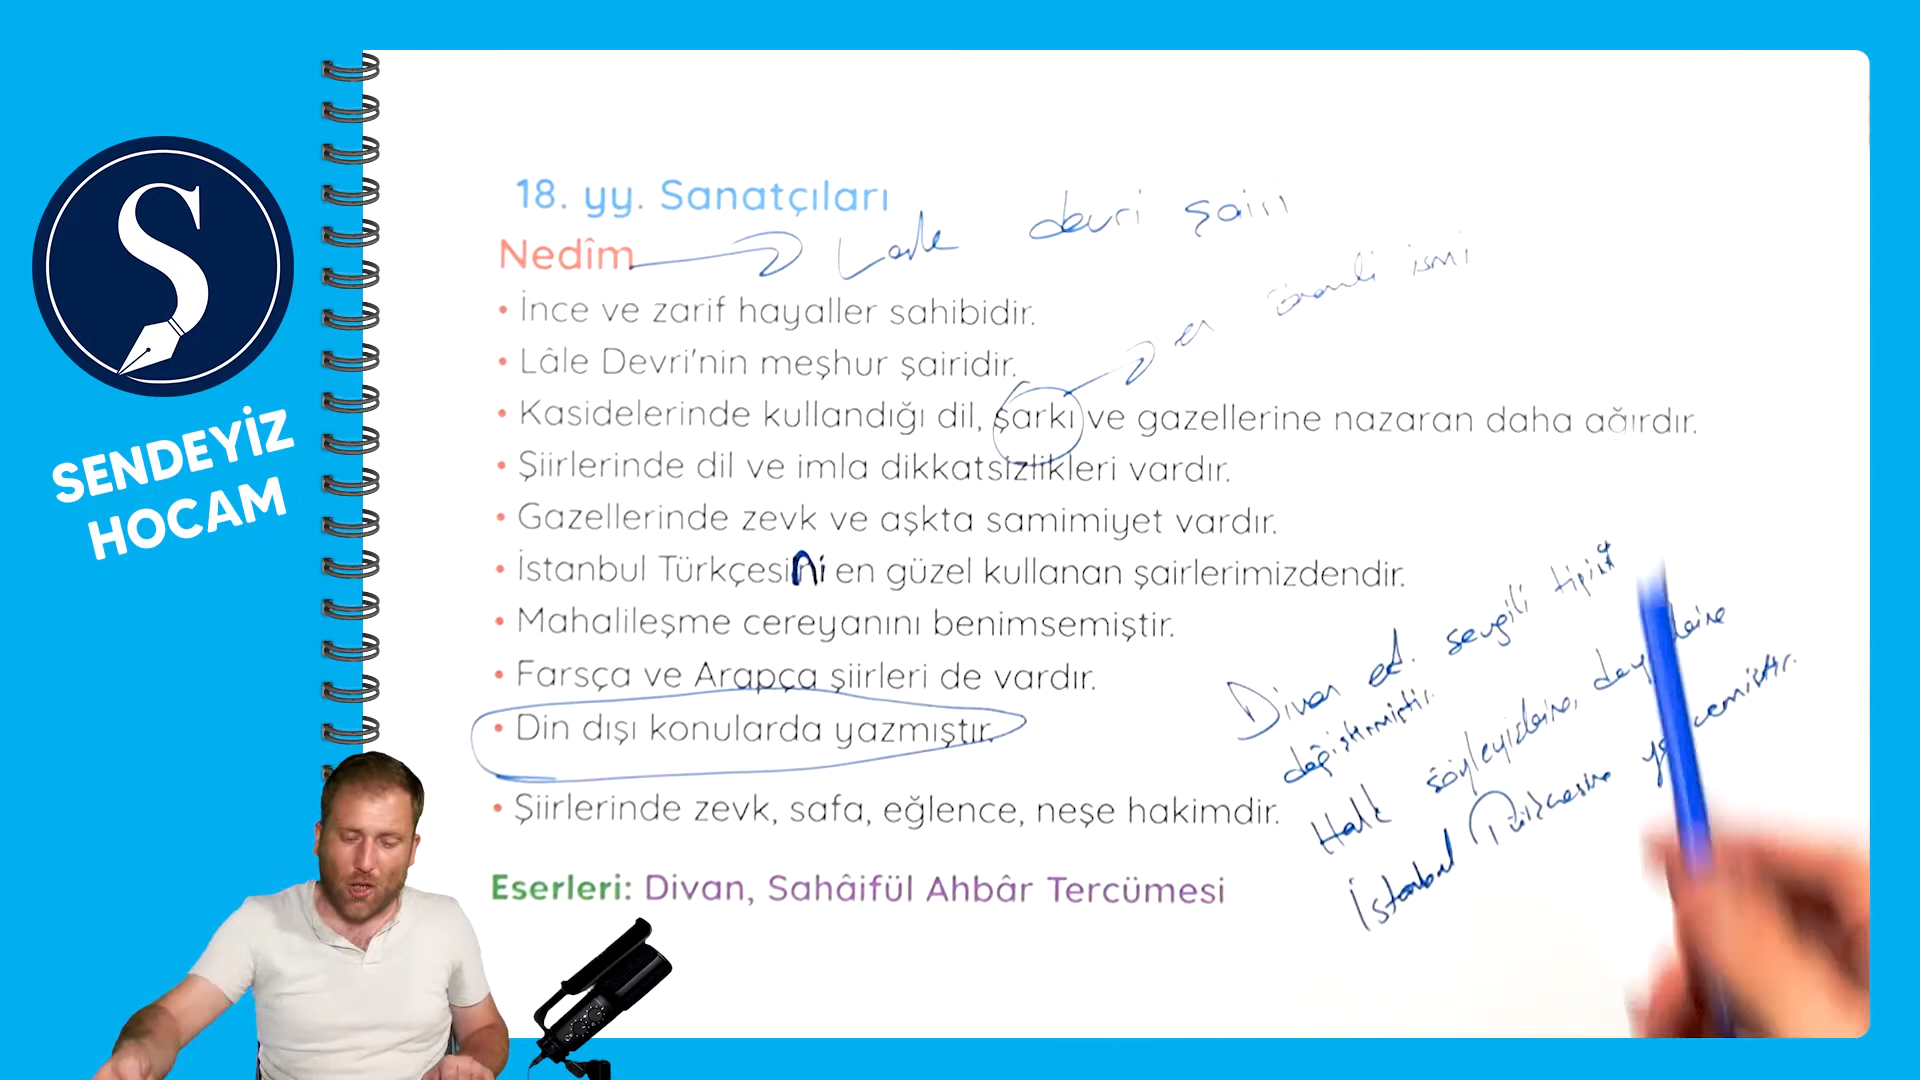 SENDEYİZ
HOCAM
18. yy. Sanatçıları
Nedîm
Lale devri şairi
• İnce ve zarif hayaller sahibidir.
en önemli ismi
• Lâle Devri'nin meşhur şairidir.
• Kasidelerinde kullandığı dil, şarkı ve gazellerine nazaran daha ağırdır.
• Şiirlerinde dil ve imla dikkatsizlikleri vardır.
• Gazellerinde zevk ve aşkta samimiyet vardır.
• İstanbul Türkçesini en güzel kullanan şairlerimizdendir.
• Mahalileşme cereyanını benimsemiştir.
• Farsça ve Arapça şiirleri de vardır.
• Din dışı konularda yazmıştır.
• Şiirlerinde zevk, safa, eğlence, neşe hakimdir.
Divan ed. sevgili tipini
değiştirmiştir.
Halk söyleyişlerine,
İstanbul Türkçesine
Eserleri: Divan, Sahâifül Ahbâr Tercümesi